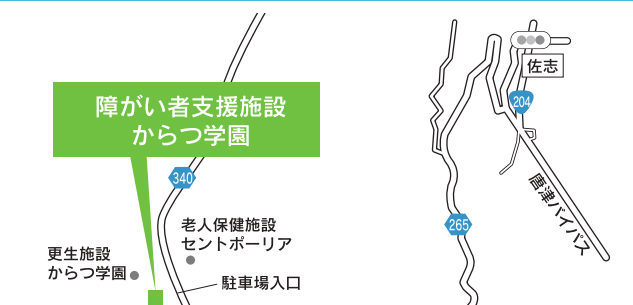 障がい者支援施設
からつ学園
340
老人保健施設
セントポーリア
更生施設
からつ学園
駐車場入口
佐志
204
唐津バイパス
265